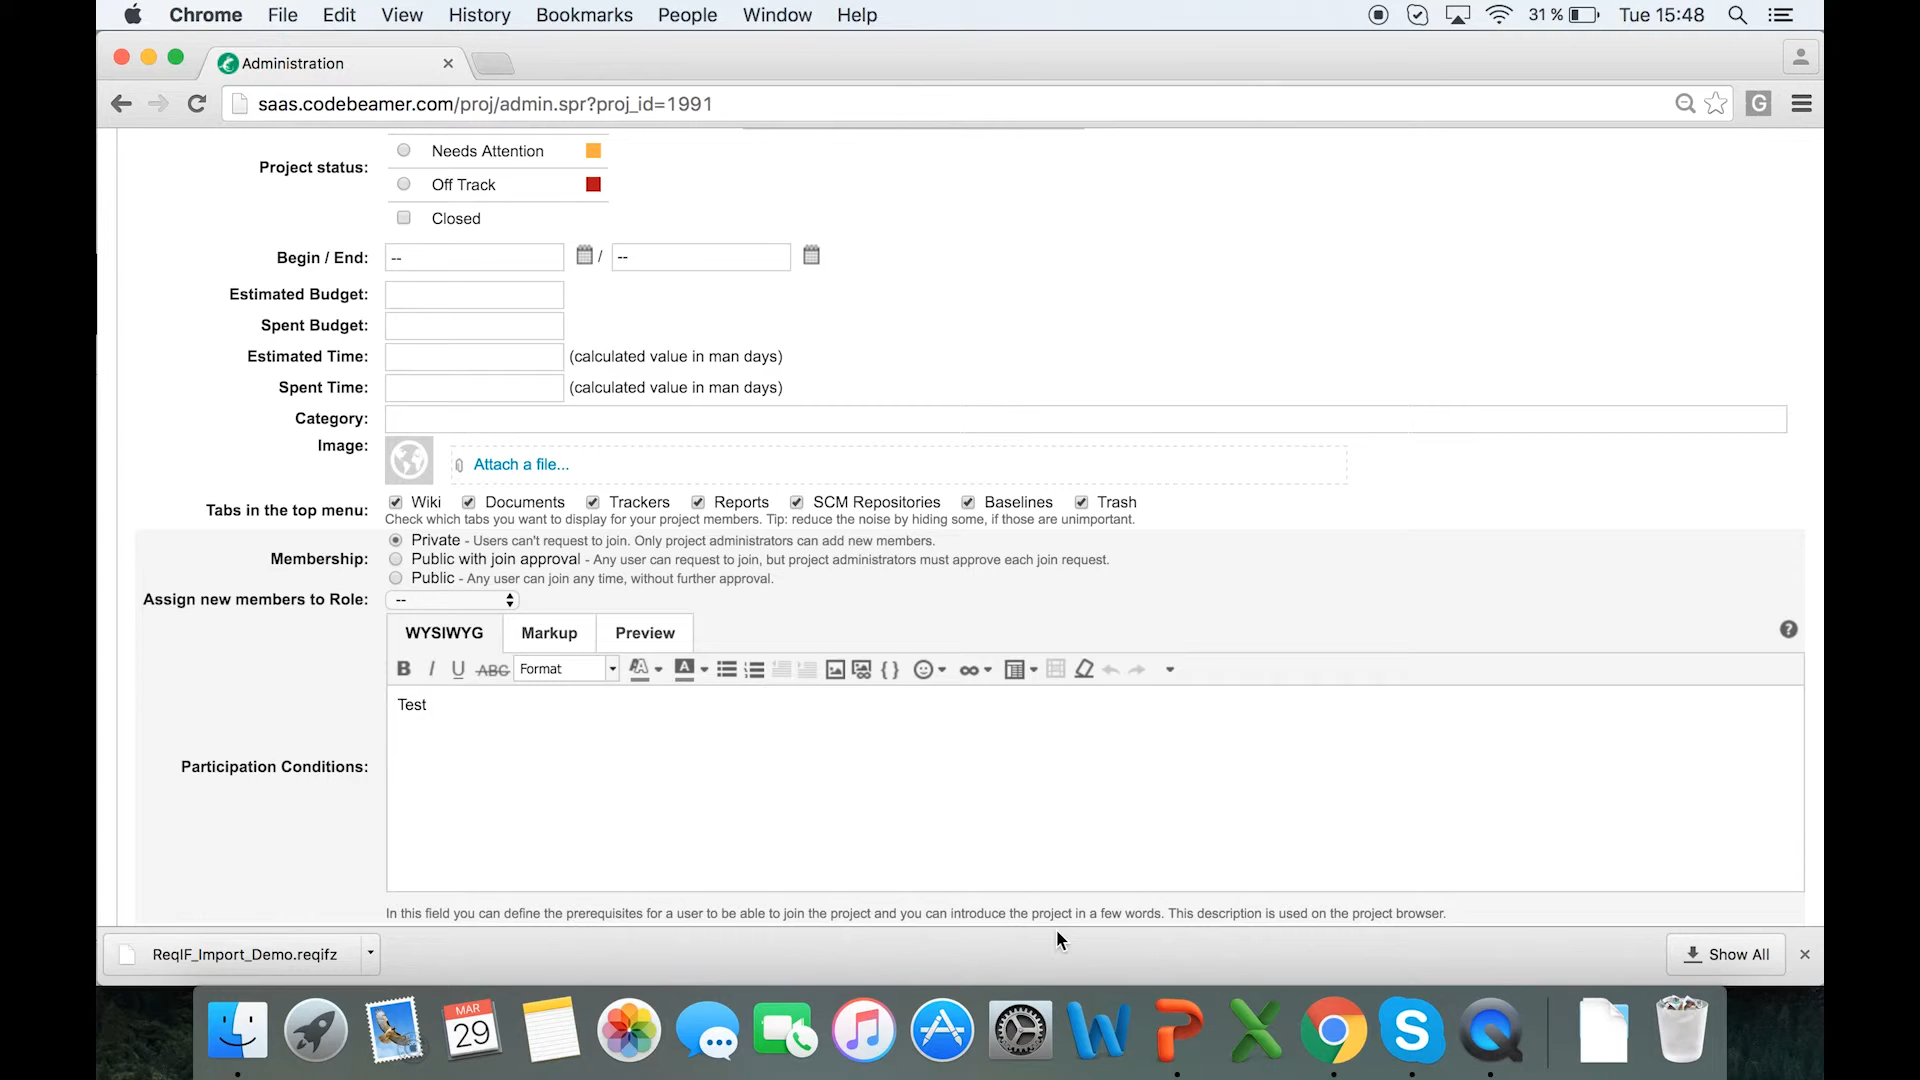 Chrome File Edit View History Bookmarks People Window Help 31 % Tue 15:48
Administration
saas.codebeamer.com/proj/admin.spr?proj_id=1991
G
Project status:
Needs Attention
Off Track
Closed
Begin / End: -- / --
Estimated Budget:
Spent Budget:
Estimated Time: (calculated value in man days)
Spent Time: (calculated value in man days)
Category:
Image:
Attach a file...
Tabs in the top menu: Wiki Documents Trackers Reports SCM Repositories Baselines Trash
Check which tabs you want to display for your project members. Tip: reduce the noise by hiding some, if those are unimportant.
Membership:
Private - Users can't request to join. Only project administrators can add new members.
Public with join approval - Any user can request to join, but project administrators must approve each join request.
Public - Any user can join any time, without further approval.
Assign new members to Role: --
WYSIWYG Markup Preview
B I U ABC Format
Test
Participation Conditions:
In this field you can define the prerequisites for a user to be able to join the project and you can introduce the project in a few words. This description is used on the project browser.
ReqIF_Import_Demo.reqifz
Show All
MAR
29